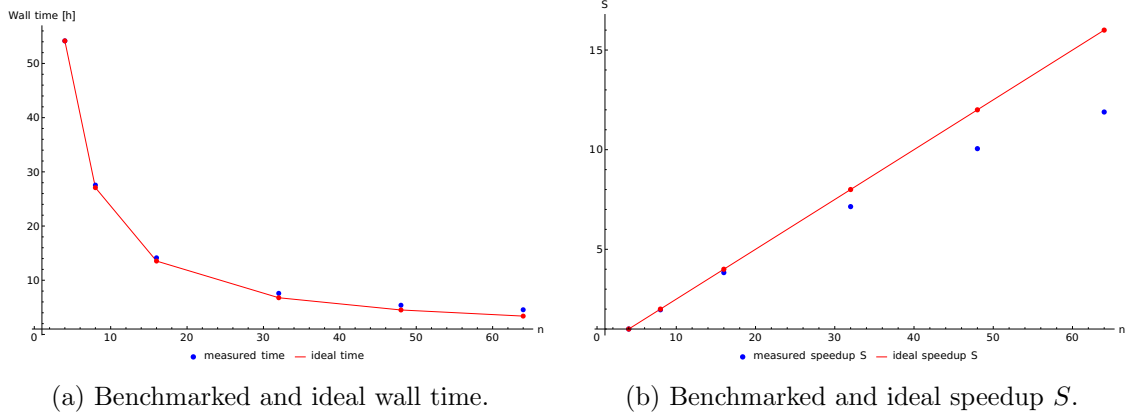 Wall time [h]
50
40
30
20
10
0 10 20 30 40 50 60 n
measured time ideal time
(a) Benchmarked and ideal wall time.
S
15
10
5
0 10 20 30 40 50 60 n
measured speedup S ideal speedup S
(b) Benchmarked and ideal speedup S.